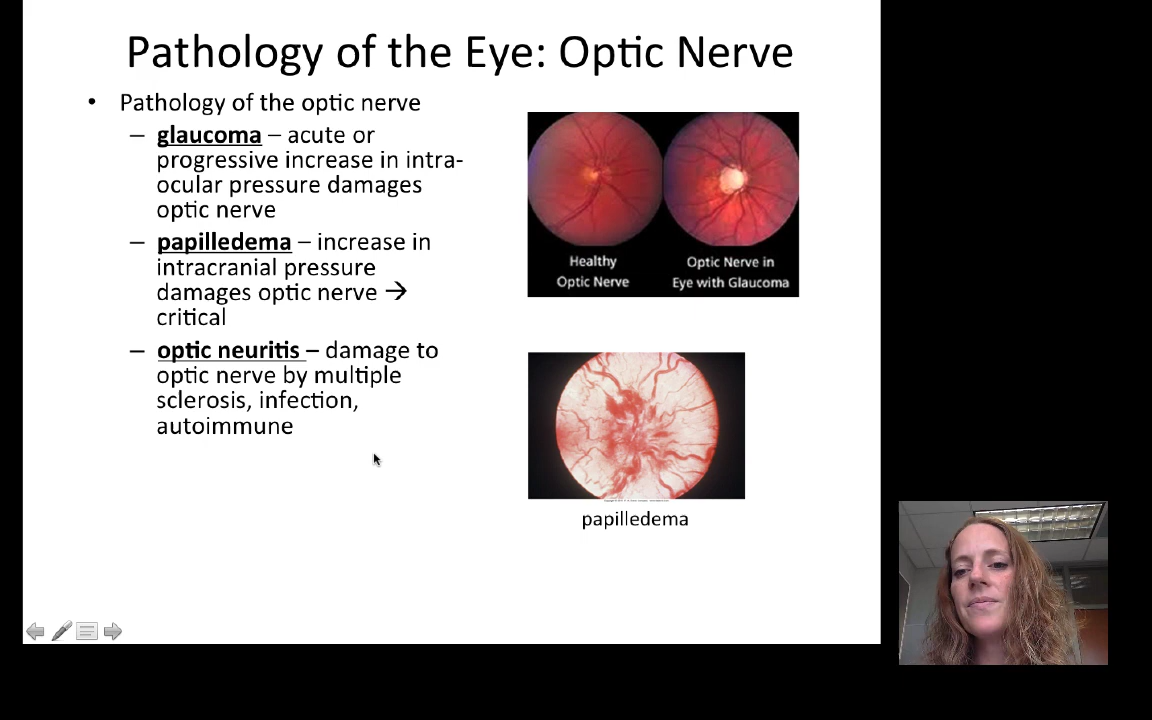 Pathology of the Eye: Optic Nerve
• Pathology of the optic nerve
– glaucoma – acute or
progressive increase in intra-
ocular pressure damages
optic nerve
– papilledema – increase in
intracranial pressure
damages optic nerve →
critical
– optic neuritis – damage to
optic nerve by multiple
sclerosis, infection,
autoimmune
Healthy
Optic Nerve
Optic Nerve in
Eye with Glaucoma
papilledema